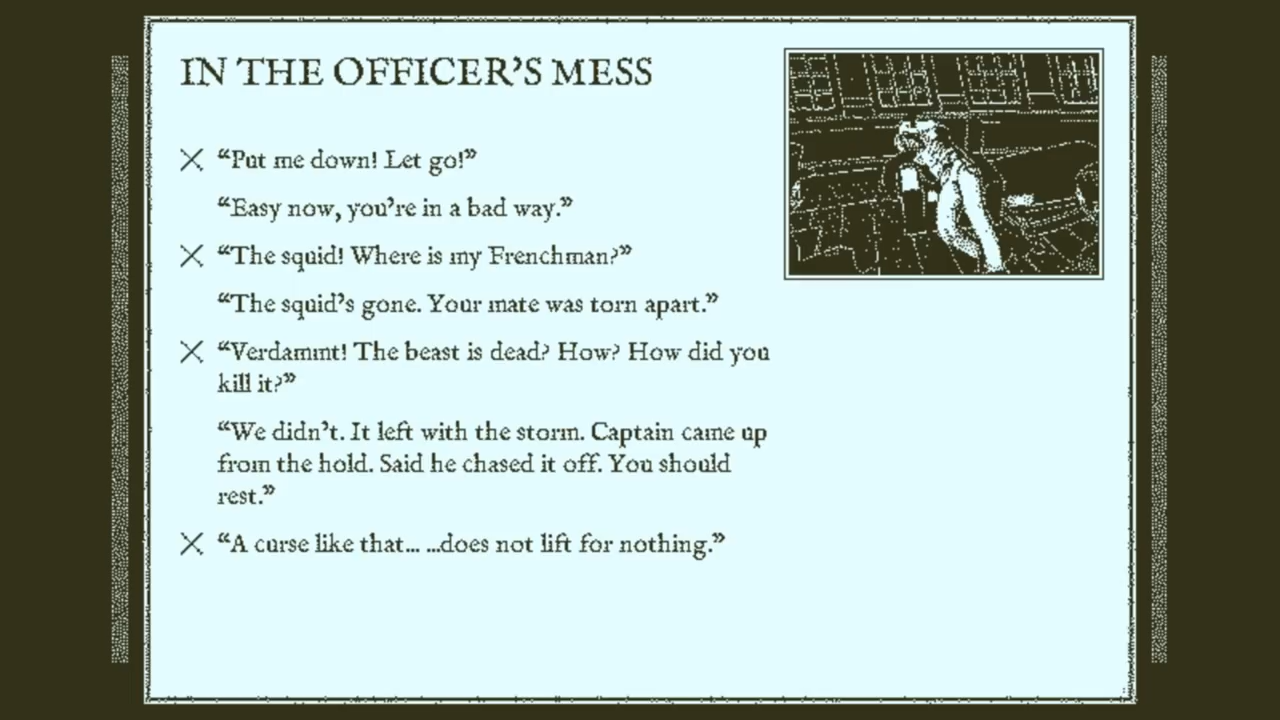 IN THE OFFICER'S MESS
“Put me down! Let go!”
“Easy now, you're in a bad way.”
“The squid! Where is my Frenchman?”
“The squid's gone. Your mate was torn apart.”
“Verdammt! The beast is dead? How? How did you
kill it?”
“We didn't. It left with the storm. Captain came up
from the hold. Said he chased it off. You should
rest.”
“A curse like that... ...does not lift for nothing.”